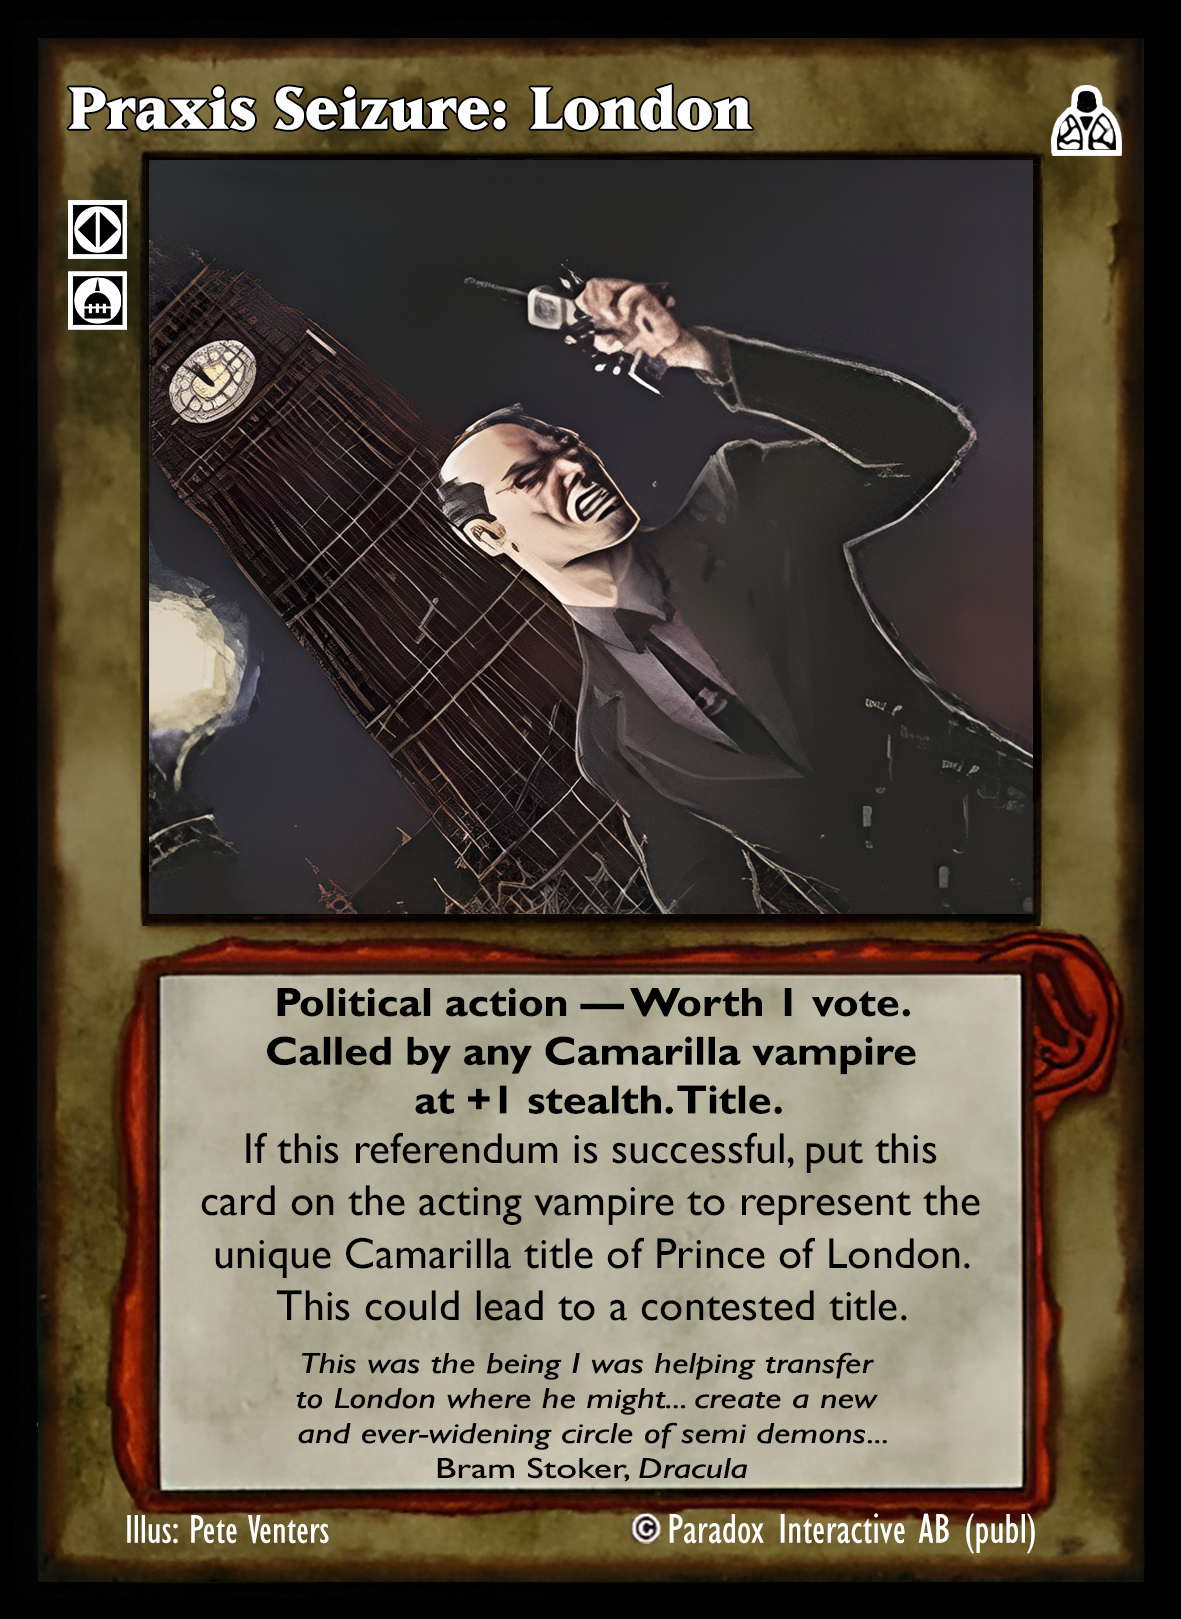 Praxis Seizure: London
Political action — Worth 1 vote.
Called by any Camarilla vampire
at +1 stealth. Title.
If this referendum is successful, put this
card on the acting vampire to represent the
unique Camarilla title of Prince of London.
This could lead to a contested title.
This was the being I was helping transfer
to London where he might... create a new
and ever-widening circle of semi demons...
Bram Stoker, Dracula
Illus: Pete Venters
© Paradox Interactive AB (publ)